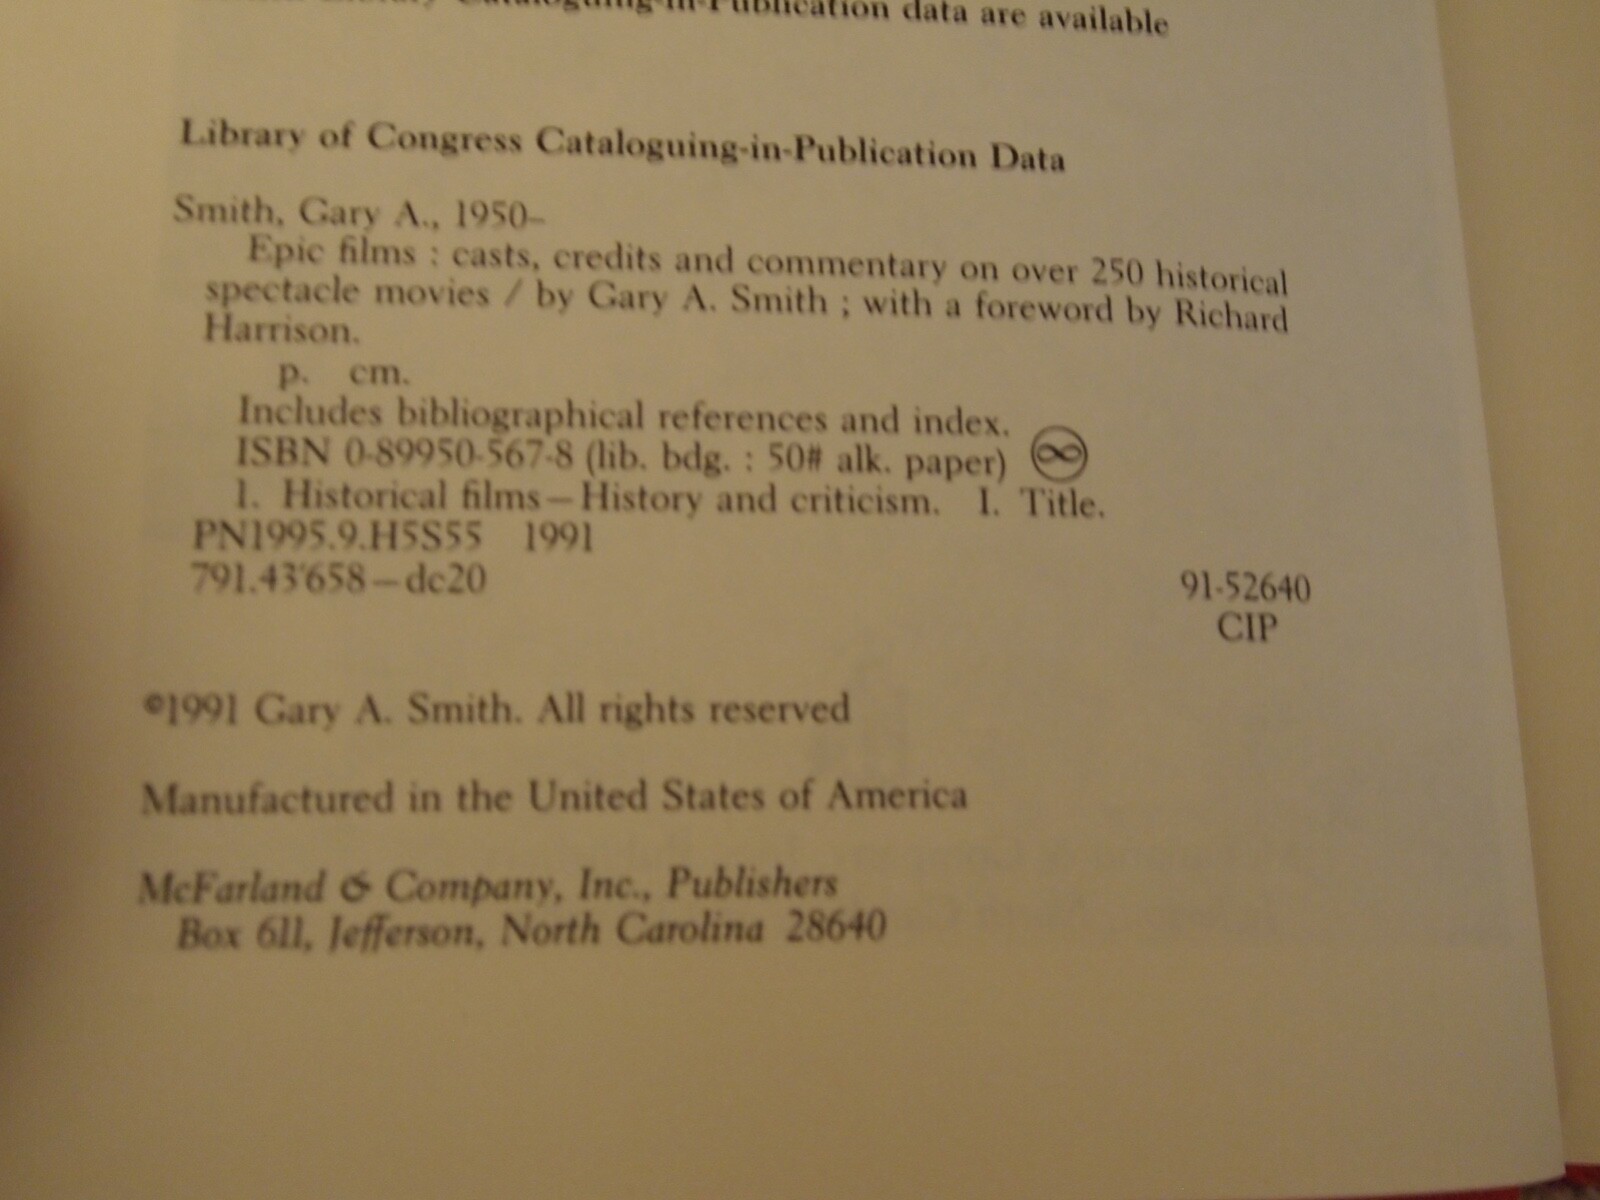 Cataloguing-in-Publication data are available
Library of Congress Cataloguing-in-Publication Data
Smith, Gary A., 1950–
Epic films : casts, credits and commentary on over 250 historical
spectacle movies / by Gary A. Smith ; with a foreword by Richard
Harrison.
p. cm.
Includes bibliographical references and index.
ISBN 0-89950-567-8 (lib. bdg. : 50# alk. paper) ♾
1. Historical films—History and criticism. I. Title.
PN1995.9.H5S55 1991
791.43'658—dc20
91-52640
CIP
©1991 Gary A. Smith. All rights reserved
Manufactured in the United States of America
McFarland & Company, Inc., Publishers
Box 611, Jefferson, North Carolina 28640